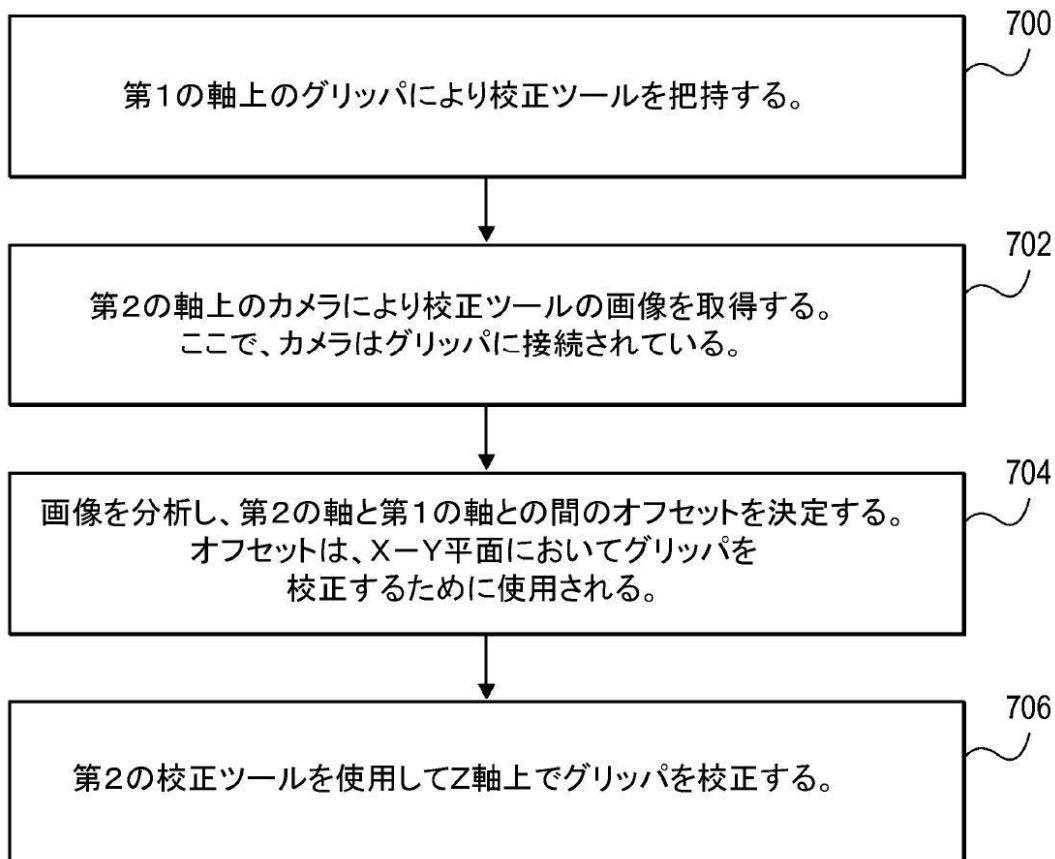 700
第1の軸上のグリッパにより校正ツールを把持する。
702
第2の軸上のカメラにより校正ツールの画像を取得する。
ここで、カメラはグリッパに接続されている。
704
画像を分析し、第2の軸と第1の軸との間のオフセットを決定する。
オフセットは、X－Y平面においてグリッパを
校正するために使用される。
706
第2の校正ツールを使用してZ軸上でグリッパを校正する。